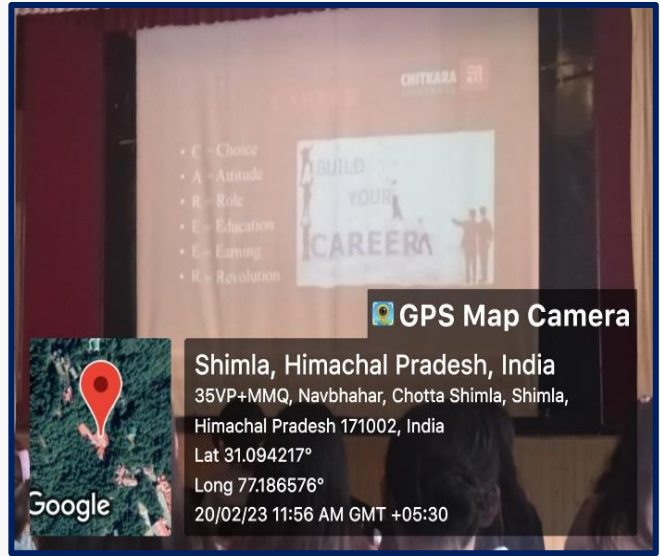 CHITKARA
UNIVERSITY
CAREER
• C = Choice
• A = Attitude
• R = Role
• E = Education
• E = Earning
• R = Revolution
BUILD
YOUR
CAREER
GPS Map Camera
Shimla, Himachal Pradesh, India
35VP+MMQ, Navbhahar, Chotta Shimla, Shimla,
Himachal Pradesh 171002, India
Lat 31.094217°
Long 77.186576°
20/02/23 11:56 AM GMT +05:30
Google